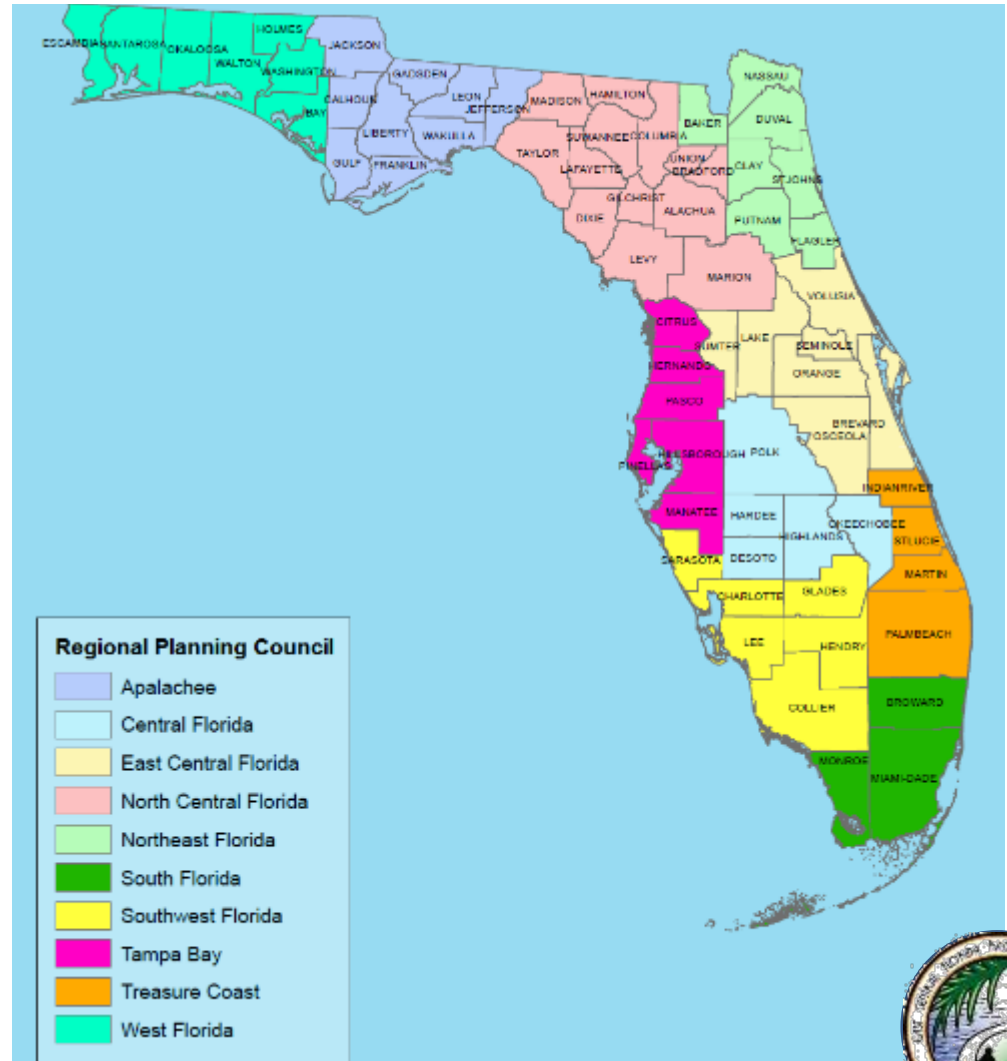 HOLMES
JACKSON
ESCAMBIA
SANTAROSA
OKALOOSA
WALTON
WASHINGTON
BAY
CALHOUN
GADSDEN
LEON
JEFFERSON
LIBERTY
WAKULLA
GULF
FRANKLIN
MADISON
HAMILTON
TAYLOR
SUWANNEE
COLUMBIA
LAFAYETTE
UNION
BRADFORD
GILCHRIST
DIXIE
ALACHUA
LEVY
MARION
NASSAU
BAKER
DUVAL
CLAY
STJOHNS
PUTNAM
FLAGLER
VOLUSIA
CITRUS
SUMTER
LAKE
SEMINOLE
HERNANDO
ORANGE
PASCO
BREVARD
OSCEOLA
PINELLAS
HILLSBOROUGH
POLK
INDIANRIVER
MANATEE
HARDEE
HIGHLANDS
OKEECHOBEE
STLUCIE
SARASOTA
DESOTO
MARTIN
CHARLOTTE
GLADES
LEE
HENDRY
PALMBEACH
COLLIER
BROWARD
MONROE
MIAMI-DADE
Regional Planning Council
Apalachee
Central Florida
East Central Florida
North Central Florida
Northeast Florida
South Florida
Southwest Florida
Tampa Bay
Treasure Coast
West Florida